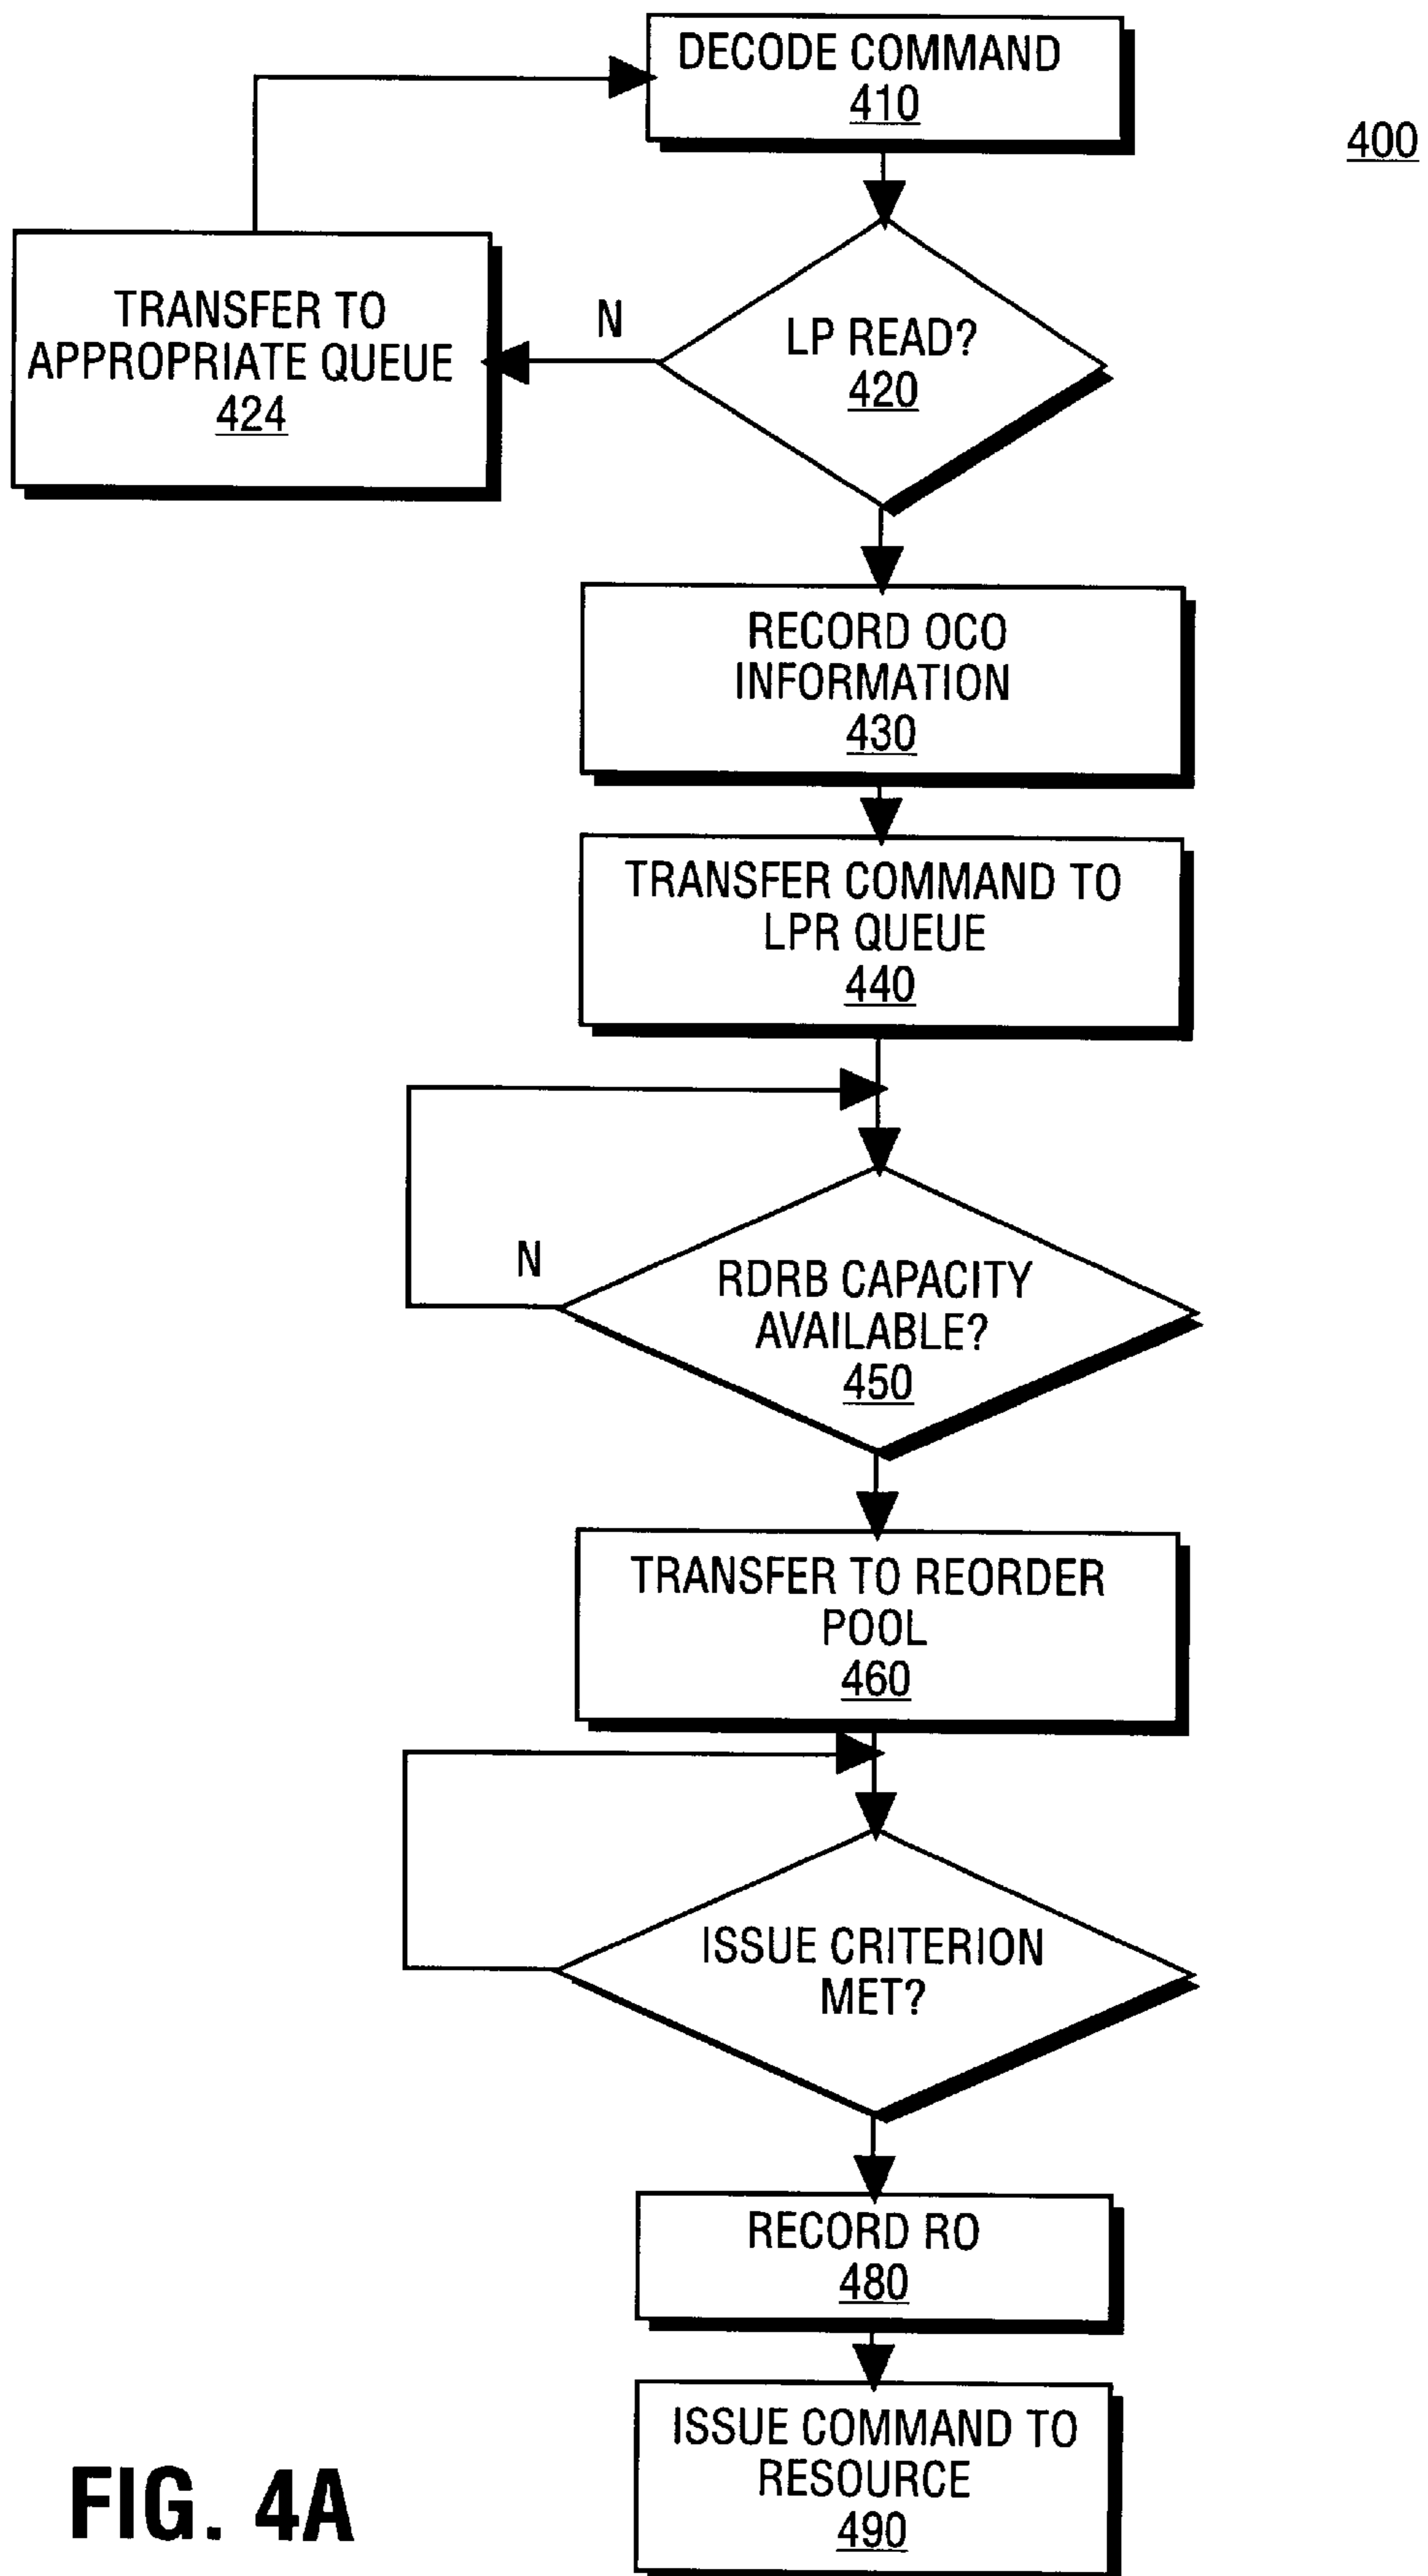 DECODE COMMAND
410
400
TRANSFER TO
APPROPRIATE QUEUE
424
N
LP READ?
420
RECORD OCO
INFORMATION
430
TRANSFER COMMAND TO
LPR QUEUE
440
N
RDRB CAPACITY
AVAILABLE?
450
TRANSFER TO REORDER
POOL
460
ISSUE CRITERION
MET?
RECORD RO
480
ISSUE COMMAND TO
RESOURCE
490
FIG. 4A